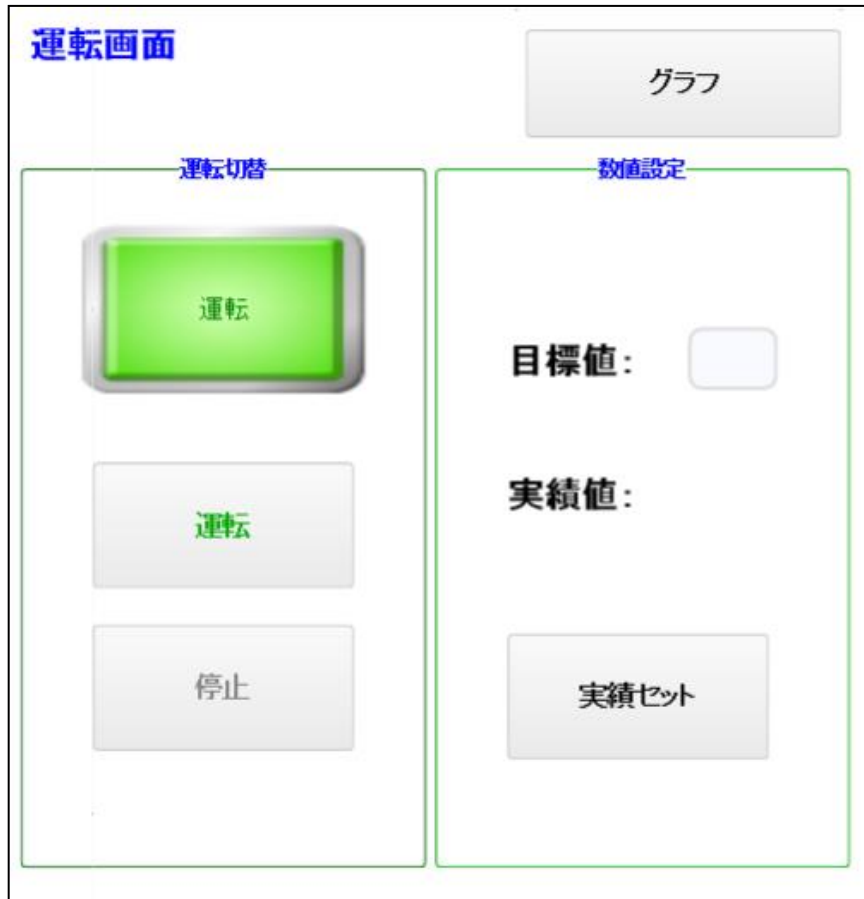 運転画面
グラフ
運転切替
運転
運転
停止
数値設定
目標値：
実績値：
実績セット